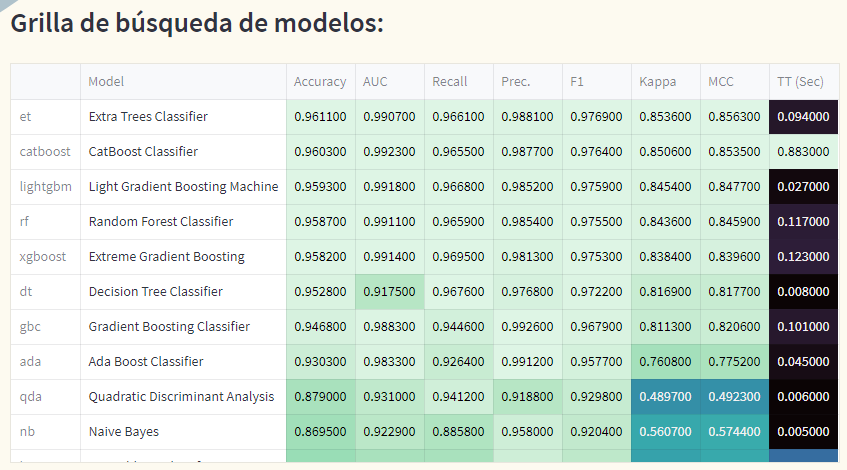 Grilla de búsqueda de modelos:
Model Accuracy AUC Recall Prec. F1 Kappa MCC TT (Sec)
et Extra Trees Classifier 0.961100 0.990700 0.966100 0.988100 0.976900 0.853600 0.856300 0.094000
catboost CatBoost Classifier 0.960300 0.992300 0.965500 0.987700 0.976400 0.850600 0.853500 0.883000
lightgbm Light Gradient Boosting Machine 0.959300 0.991800 0.966800 0.985200 0.975900 0.845400 0.847700 0.027000
rf Random Forest Classifier 0.958700 0.991100 0.965900 0.985400 0.975500 0.843600 0.845900 0.117000
xgboost Extreme Gradient Boosting 0.958200 0.991400 0.969500 0.981300 0.975300 0.838400 0.839600 0.123000
dt Decision Tree Classifier 0.952800 0.917500 0.967600 0.976800 0.972200 0.816900 0.817700 0.008000
gbc Gradient Boosting Classifier 0.946800 0.988300 0.944600 0.992600 0.967900 0.811300 0.820600 0.101000
ada Ada Boost Classifier 0.930300 0.983300 0.926400 0.991200 0.957700 0.760800 0.775200 0.045000
qda Quadratic Discriminant Analysis 0.879000 0.931000 0.941200 0.918800 0.929800 0.489700 0.492300 0.006000
nb Naive Bayes 0.869500 0.922900 0.885800 0.958000 0.920400 0.560700 0.574400 0.005000